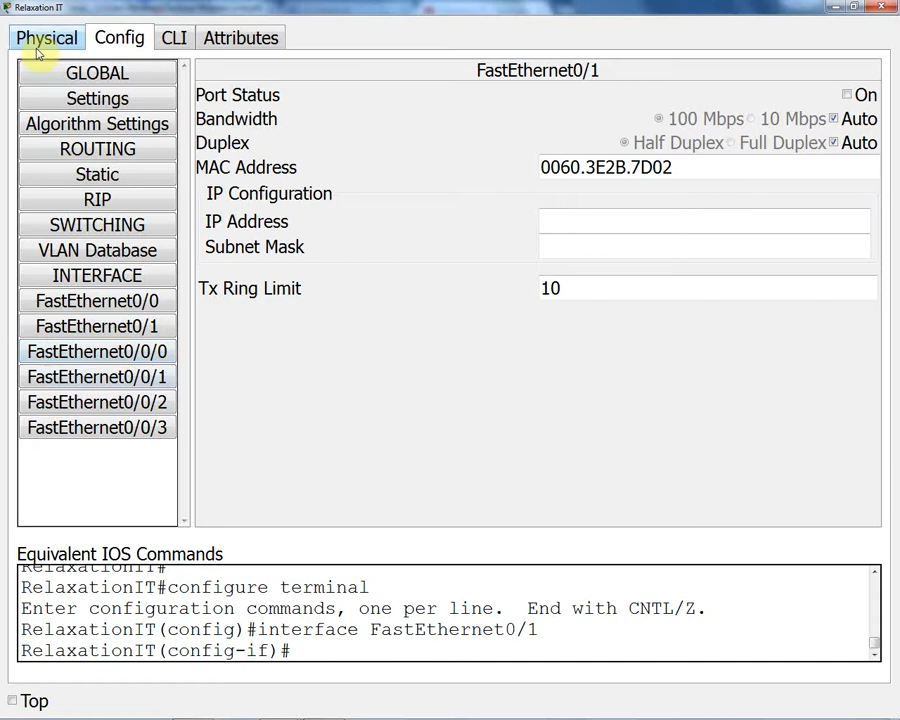 Relaxation IT
Physical Config CLI Attributes
GLOBAL
Settings
Algorithm Settings
ROUTING
Static
RIP
SWITCHING
VLAN Database
INTERFACE
FastEthernet0/0
FastEthernet0/1
FastEthernet0/0/0
FastEthernet0/0/1
FastEthernet0/0/2
FastEthernet0/0/3
FastEthernet0/1
Port Status On
Bandwidth 100 Mbps 10 Mbps Auto
Duplex Half Duplex Full Duplex Auto
MAC Address 0060.3E2B.7D02
IP Configuration
IP Address
Subnet Mask
Tx Ring Limit 10
Equivalent IOS Commands
RelaxationIT#
RelaxationIT#configure terminal
Enter configuration commands, one per line. End with CNTL/Z.
RelaxationIT(config)#interface FastEthernet0/1
RelaxationIT(config-if)#
Top